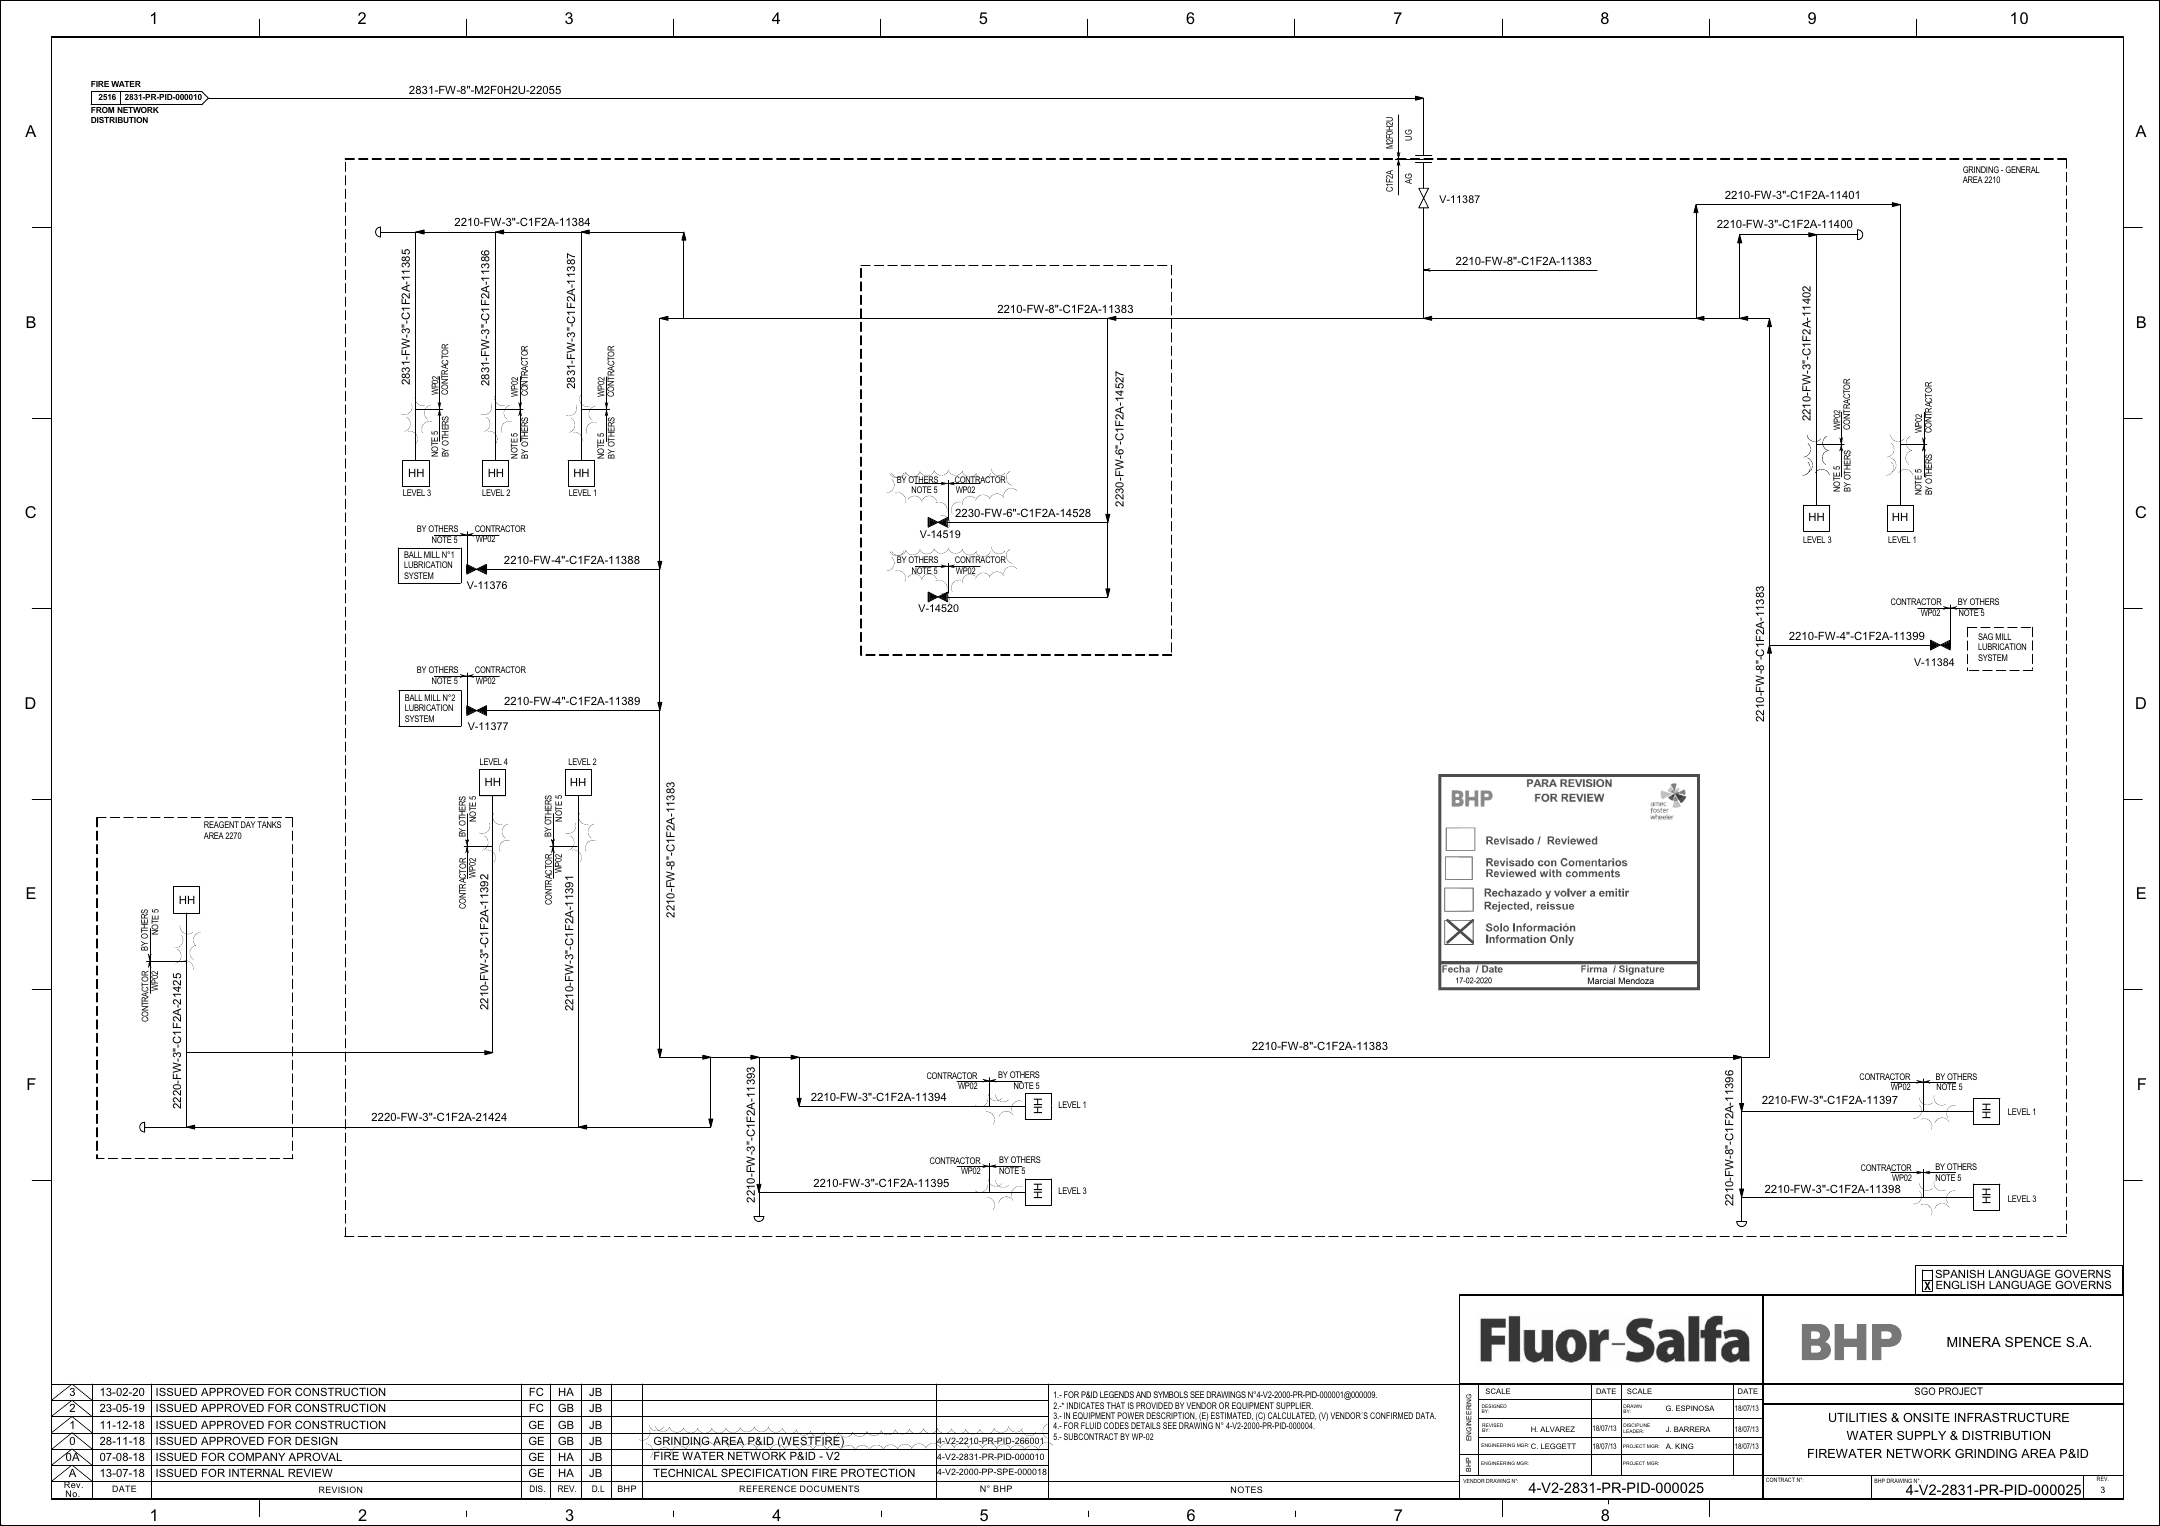 1 2 3 4 5 6 7 8 9 10
A
B
C
D
E
F
A
B
C
D
E
F
FIRE WATER
2516 2831-PR-PID-000010
FROM NETWORK
DISTRIBUTION
2831-FW-8"-M2F0H2U-22055
M2F0H2U
UG
C1F2A
AG
V-11387
GRINDING - GENERAL
AREA 2210
2210-FW-3"-C1F2A-11384
2831-FW-3"-C1F2A-11385
2831-FW-3"-C1F2A-11386
2831-FW-3"-C1F2A-11387
WP02
CONTRACTOR
NOTE 5
BY OTHERS
WP02
CONTRACTOR
NOTE 5
BY OTHERS
WP02
CONTRACTOR
NOTE 5
BY OTHERS
HH
LEVEL 3
HH
LEVEL 2
HH
LEVEL 1
2210-FW-8"-C1F2A-11383
2210-FW-8"-C1F2A-11383
2210-FW-3"-C1F2A-11401
2210-FW-3"-C1F2A-11400
2210-FW-3"-C1F2A-11402
WP02
CONTRACTOR
NOTE 5
BY OTHERS
WP02
CONTRACTOR
NOTE 5
BY OTHERS
HH
LEVEL 3
HH
LEVEL 1
2230-FW-6"-C1F2A-14527
BY OTHERS CONTRACTOR
NOTE 5 WP02
2230-FW-6"-C1F2A-14528
V-14519
BY OTHERS CONTRACTOR
NOTE 5 WP02
V-14520
BY OTHERS CONTRACTOR
NOTE 5 WP02
BALL MILL N°1
LUBRICATION
SYSTEM
2210-FW-4"-C1F2A-11388
V-11376
BY OTHERS CONTRACTOR
NOTE 5 WP02
BALL MILL N°2
LUBRICATION
SYSTEM
2210-FW-4"-C1F2A-11389
V-11377
CONTRACTOR BY OTHERS
WP02 NOTE 5
2210-FW-4"-C1F2A-11399
V-11384
SAG MILL
LUBRICATION
SYSTEM
2210-FW-8"-C1F2A-11383
2210-FW-8"-C1F2A-11383
LEVEL 4
HH
LEVEL 2
HH
BY OTHERS
NOTE 5
CONTRACTOR
WP02
2210-FW-3"-C1F2A-11392
BY OTHERS
NOTE 5
CONTRACTOR
WP02
2210-FW-3"-C1F2A-11391
REAGENT DAY TANKS
AREA 2270
HH
BY OTHERS
NOTE 5
CONTRACTOR
WP02
2220-FW-3"-C1F2A-21425
2220-FW-3"-C1F2A-21424
2210-FW-8"-C1F2A-11383
2210-FW-3"-C1F2A-11393
CONTRACTOR BY OTHERS
WP02 NOTE 5
2210-FW-3"-C1F2A-11394
HH
LEVEL 1
CONTRACTOR BY OTHERS
WP02 NOTE 5
2210-FW-3"-C1F2A-11395
HH
LEVEL 3
2210-FW-8"-C1F2A-11396
CONTRACTOR BY OTHERS
WP02 NOTE 5
2210-FW-3"-C1F2A-11397
HH
LEVEL 1
CONTRACTOR BY OTHERS
WP02 NOTE 5
2210-FW-3"-C1F2A-11398
HH
LEVEL 3
BHP
PARA REVISION
FOR REVIEW
amec
foster
wheeler
Revisado / Reviewed
Revisado con Comentarios
Reviewed with comments
Rechazado y volver a emitir
Rejected, reissue
Solo Información
Information Only
Fecha / Date Firma / Signature
17-02-2020 Marcial Mendoza
SPANISH LANGUAGE GOVERNS
X ENGLISH LANGUAGE GOVERNS
Fluor-Salfa
BHP
MINERA SPENCE S.A.
3 13-02-20 ISSUED APPROVED FOR CONSTRUCTION FC HA JB
2 23-05-19 ISSUED APPROVED FOR CONSTRUCTION FC GB JB
1 11-12-18 ISSUED APPROVED FOR CONSTRUCTION GE GB JB
0 28-11-18 ISSUED APPROVED FOR DESIGN GE GB JB
0A 07-08-18 ISSUED FOR COMPANY APROVAL GE HA JB
A 13-07-18 ISSUED FOR INTERNAL REVIEW GE HA JB
Rev. No. DATE REVISION DIS. REV. D.L BHP
GRINDING AREA P&ID (WESTFIRE) 4-V2-2210-PR-PID-266001
FIRE WATER NETWORK P&ID - V2 4-V2-2831-PR-PID-000010
TECHNICAL SPECIFICATION FIRE PROTECTION 4-V2-2000-PP-SPE-000018
REFERENCE DOCUMENTS N° BHP
1.- FOR P&ID LEGENDS AND SYMBOLS SEE DRAWINGS N°4-V2-2000-PR-PID-000001@000009.
2.-* INDICATES THAT IS PROVIDED BY VENDOR OR EQUIPMENT SUPPLIER.
3.- IN EQUIPMENT POWER DESCRIPTION, (E) ESTIMATED, (C) CALCULATED, (V) VENDOR´S CONFIRMED DATA.
4.- FOR FLUID CODES DETAILS SEE DRAWING N° 4-V2-2000-PR-PID-000004.
5.- SUBCONTRACT BY WP-02
NOTES
ENGINEERING
BHP
SCALE DATE SCALE DATE
DESIGNED BY: DRAWN BY: G. ESPINOSA 18/07/13
REVISED BY: H. ALVAREZ 18/07/13 DISCIPLINE LEADER: J. BARRERA 18/07/13
ENGINEERING MGR: C. LEGGETT 18/07/13 PROJECT MGR: A. KING 18/07/13
ENGINEERING MGR: PROJECT MGR:
VENDOR DRAWING N°: 4-V2-2831-PR-PID-000025
SGO PROJECT
UTILITIES & ONSITE INFRASTRUCTURE
WATER SUPPLY & DISTRIBUTION
FIREWATER NETWORK GRINDING AREA P&ID
CONTRACT N°: BHP DRAWING N°: 4-V2-2831-PR-PID-000025 REV. 3
1 2 3 4 5 6 7 8